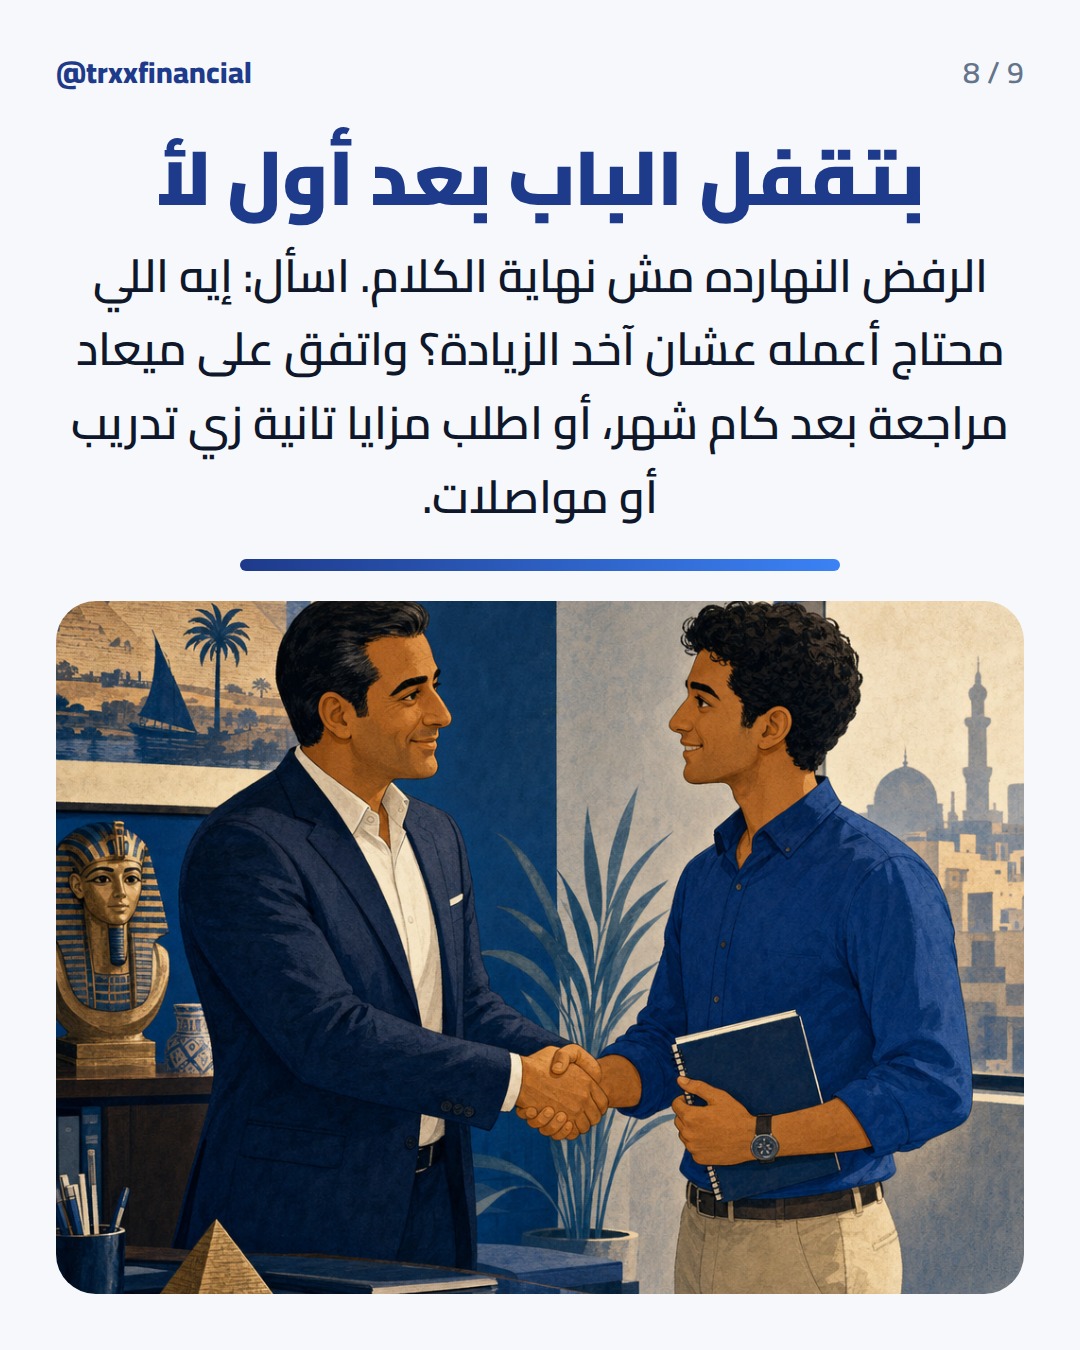 @trxxfinancial
8 / 9
بتقفل الباب بعد أول لأ
الرفض النهارده مش نهاية الكلام. اسأل: إيه اللي
محتاج أعمله عشان آخد الزيادة؟ واتفق على ميعاد
مراجعة بعد كام شهر، أو اطلب مزايا تانية زي تدريب
أو مواصلات.